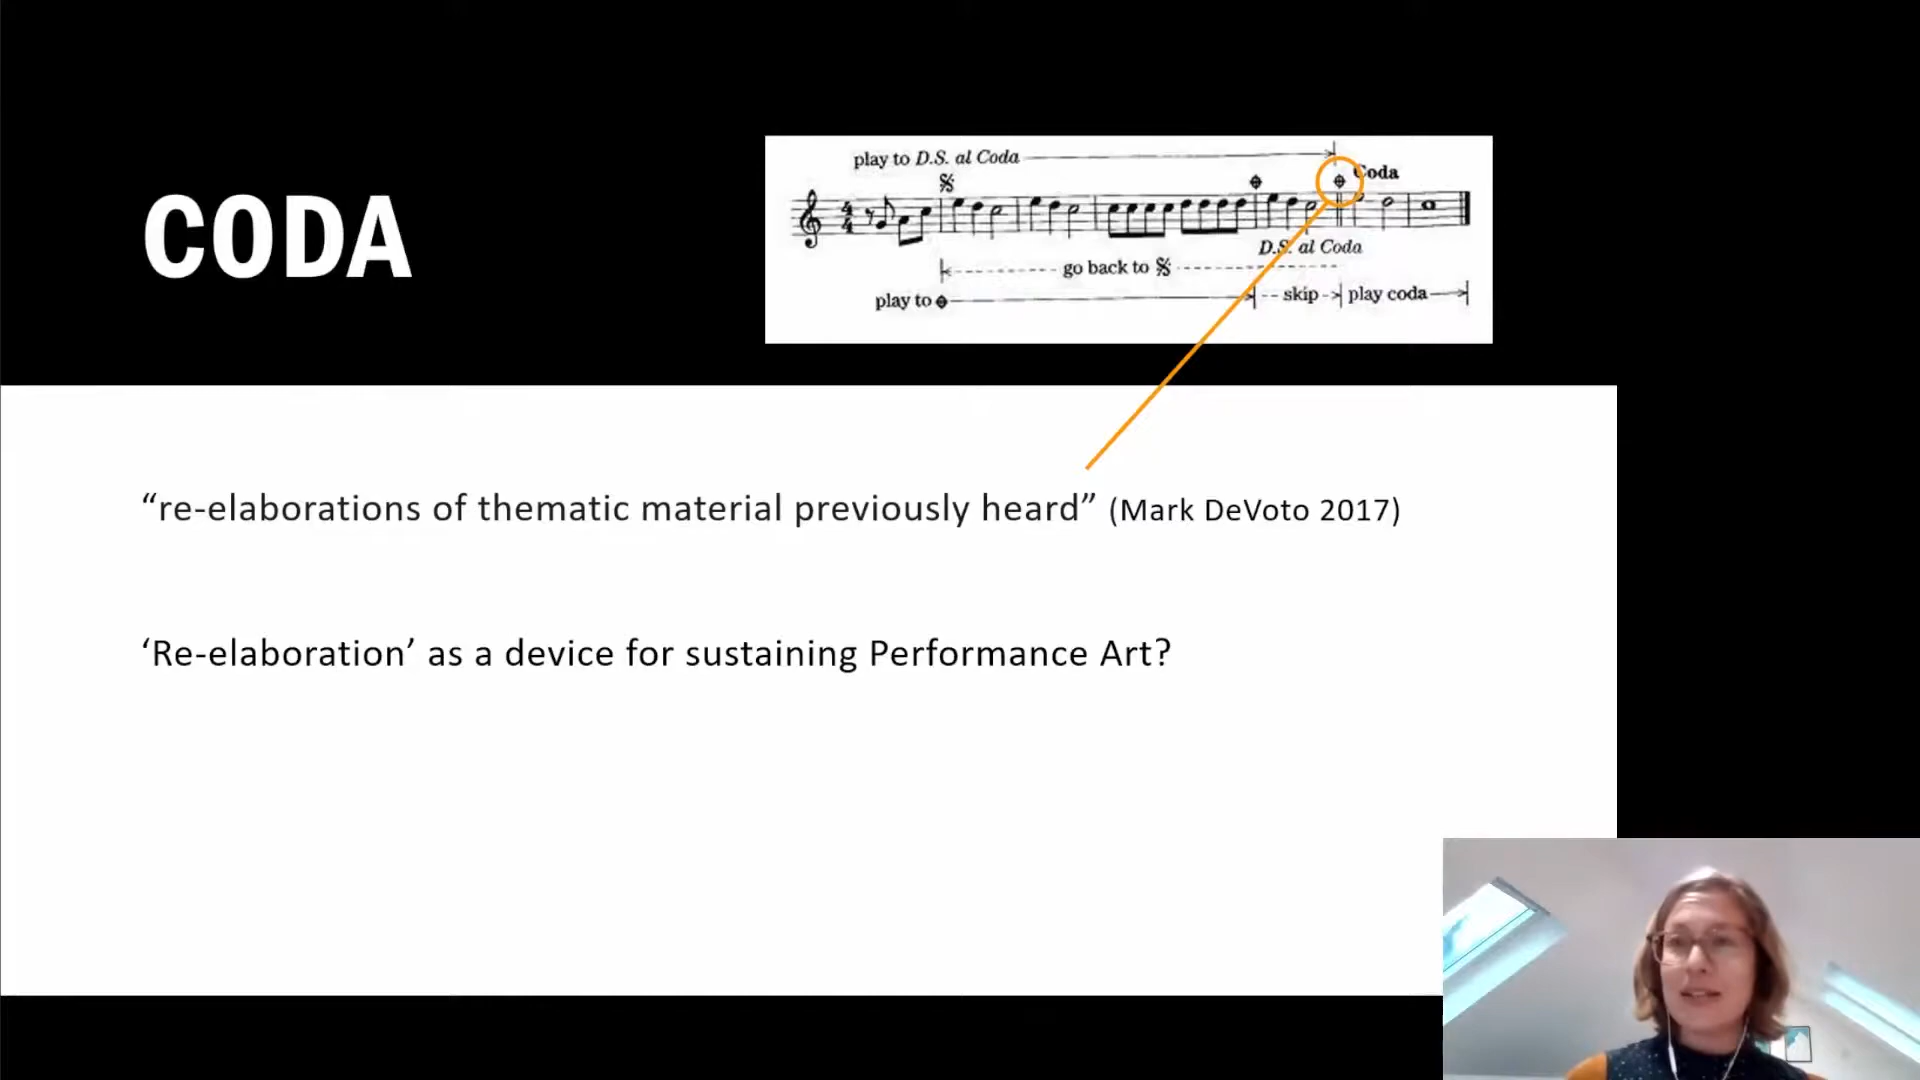 CODA
play to D.S. al Coda
Coda
D.S. al Coda
go back to 𝄋
play to 𝄌
skip
play coda
“re-elaborations of thematic material previously heard” (Mark DeVoto 2017)
‘Re-elaboration’ as a device for sustaining Performance Art?